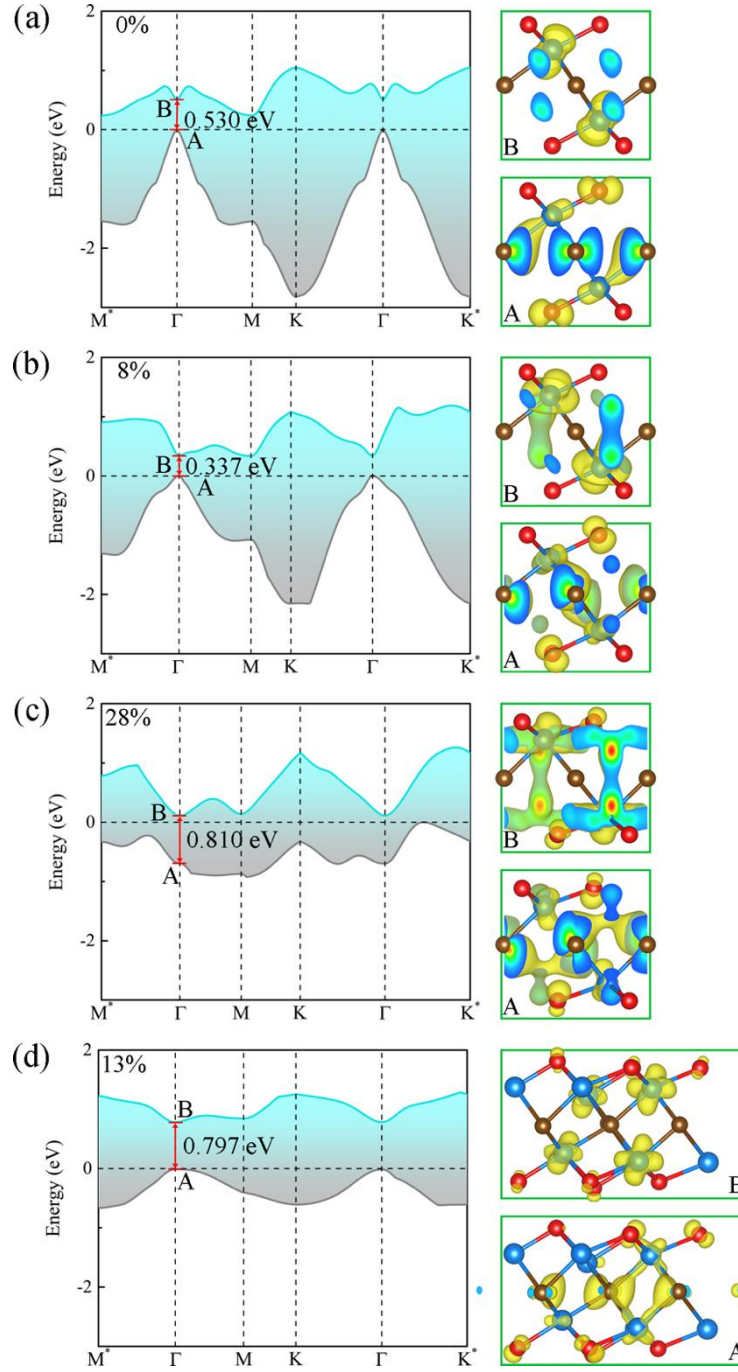 (a)
0%
2
0
-2
Energy (eV)
B
0.530 eV
A
M* Γ M K Γ K*
B
A
(b)
8%
2
0
-2
Energy (eV)
B
0.337 eV
A
M* Γ M K Γ K*
B
A
(c)
28%
2
0
-2
Energy (eV)
B
0.810 eV
A
M* Γ M K Γ K*
B
A
(d)
13%
2
0
-2
Energy (eV)
B
0.797 eV
A
M* Γ M K Γ K*
B
A